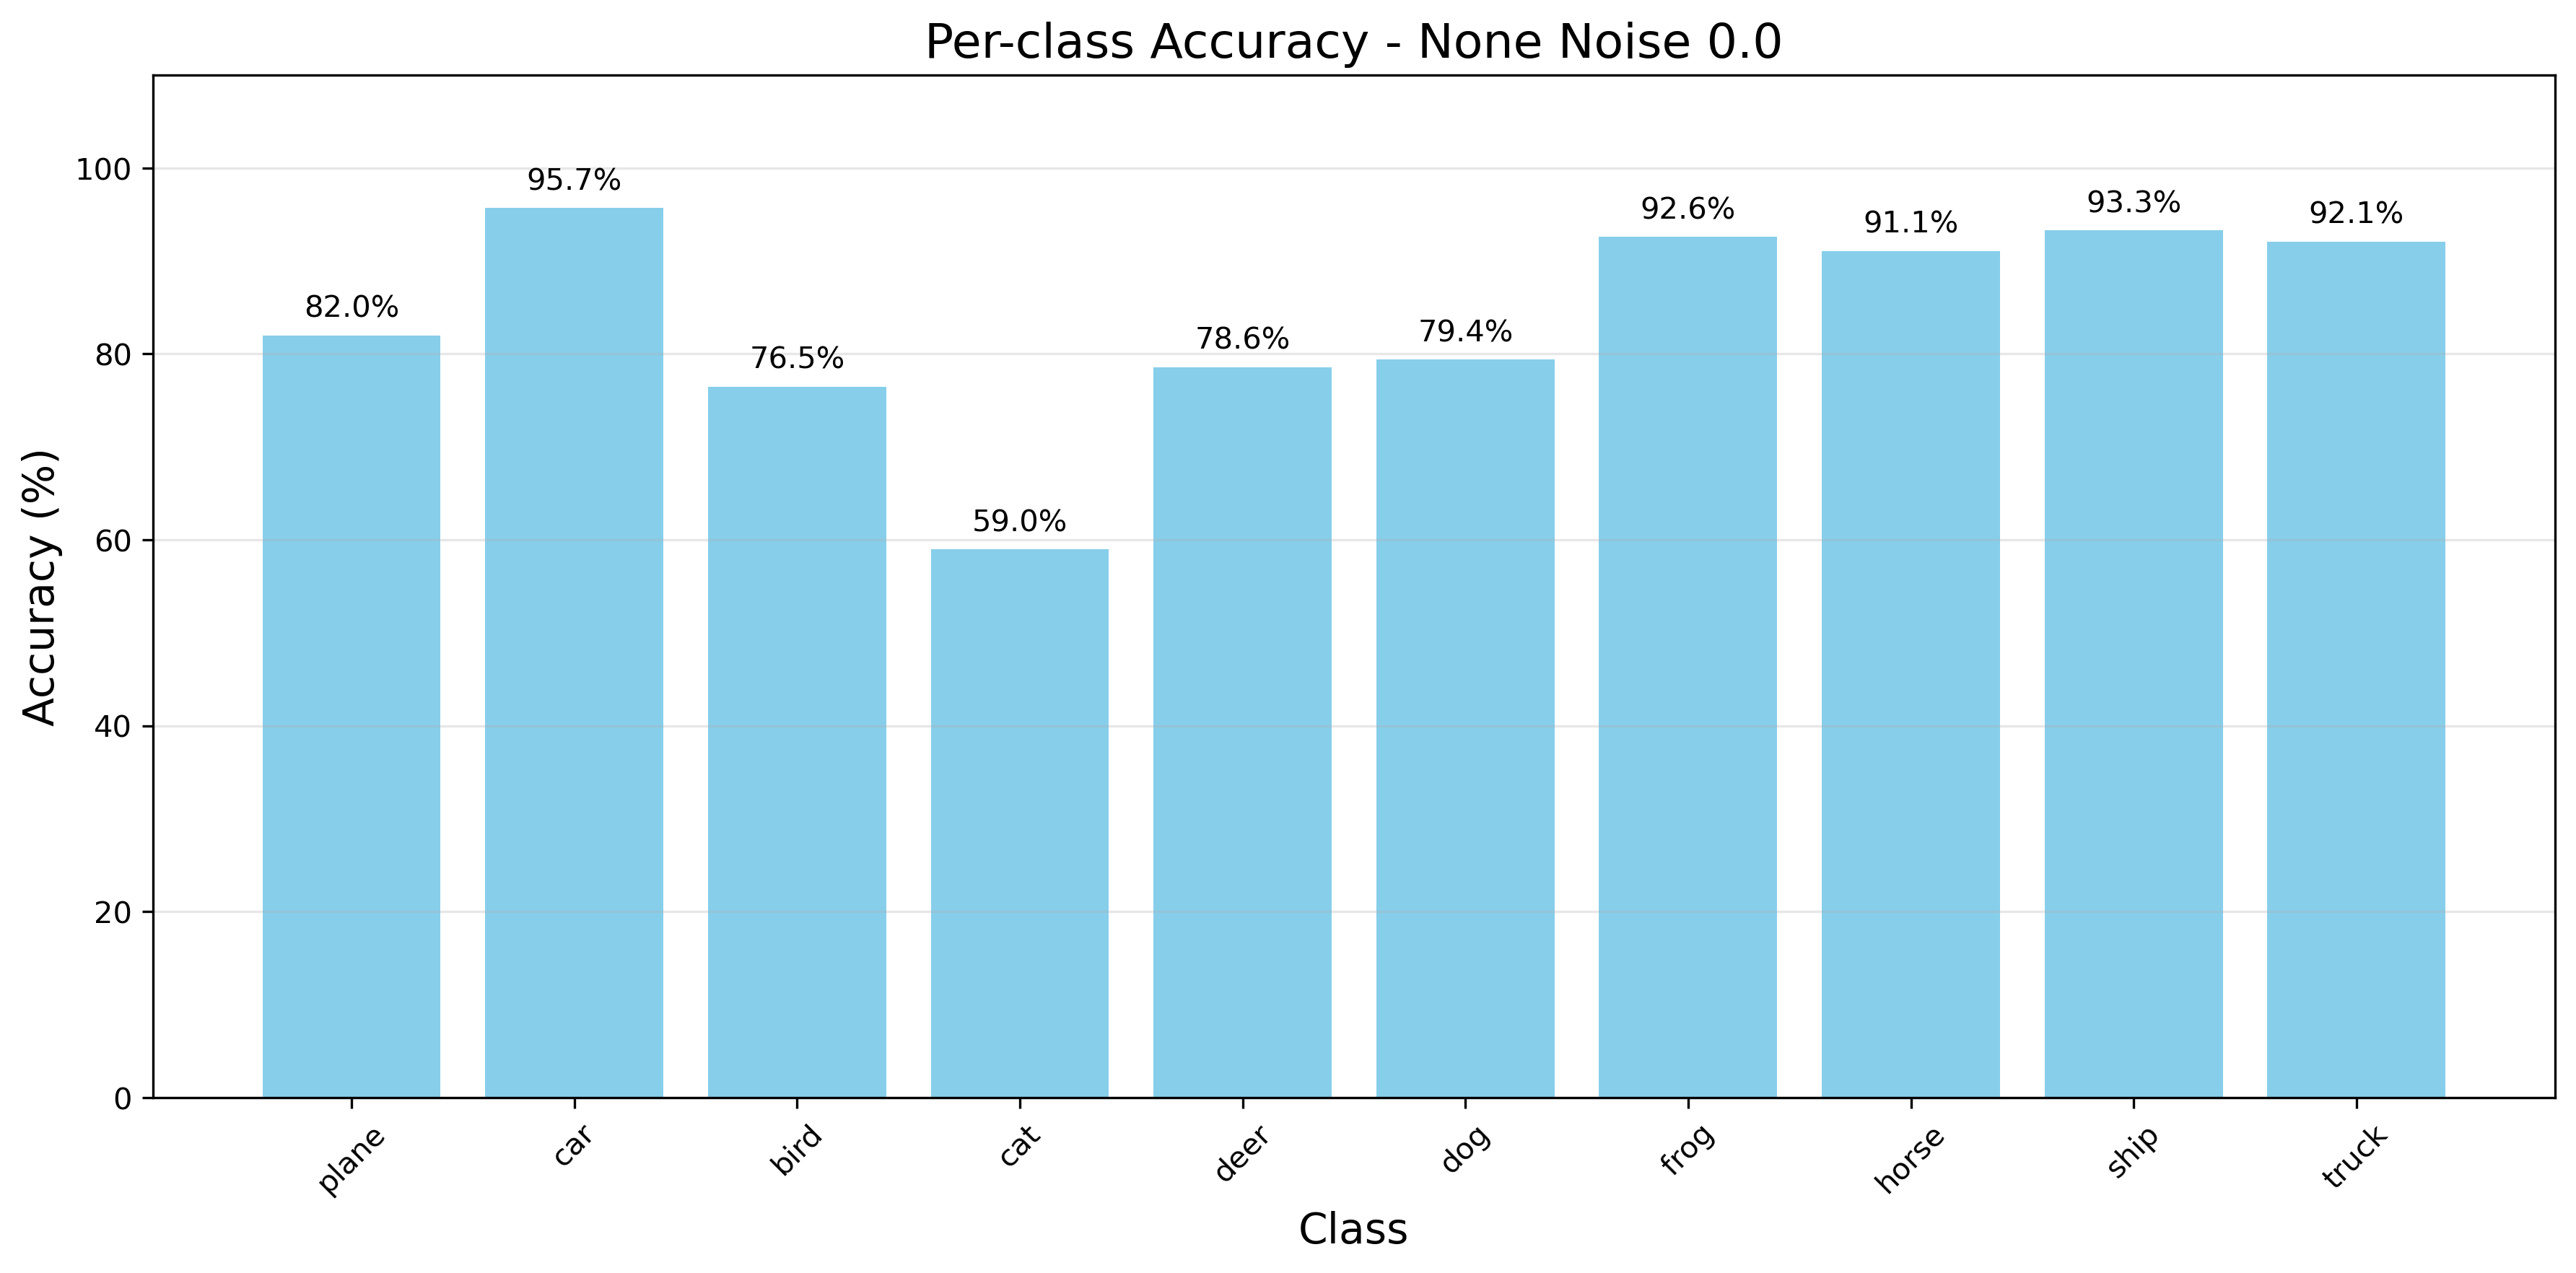 Per-class Accuracy - None Noise 0.0
Accuracy (%)
100
80
60
40
20
0
82.0%
95.7%
76.5%
59.0%
78.6%
79.4%
92.6%
91.1%
93.3%
92.1%
plane
car
bird
cat
deer
dog
frog
horse
ship
truck
Class